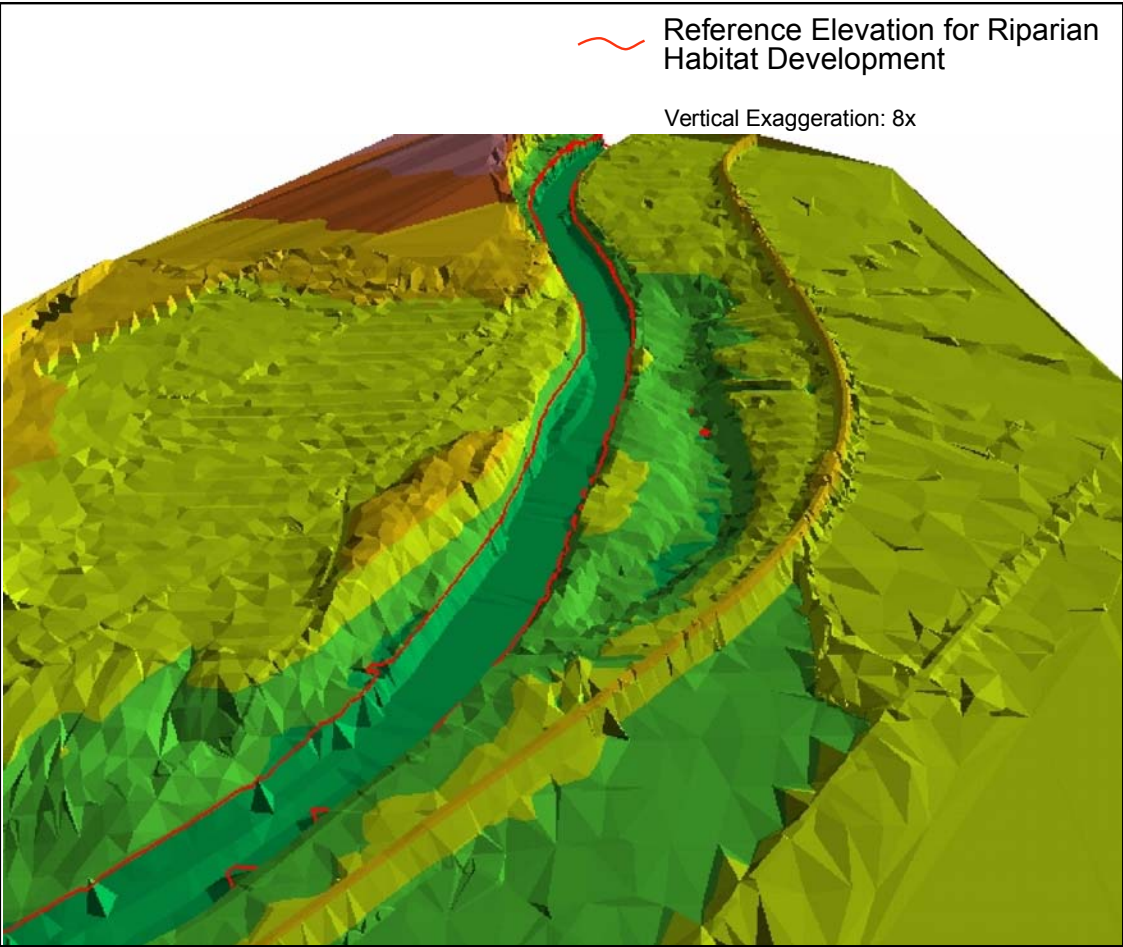 Reference Elevation for Riparian
Habitat Development
Vertical Exaggeration: 8x